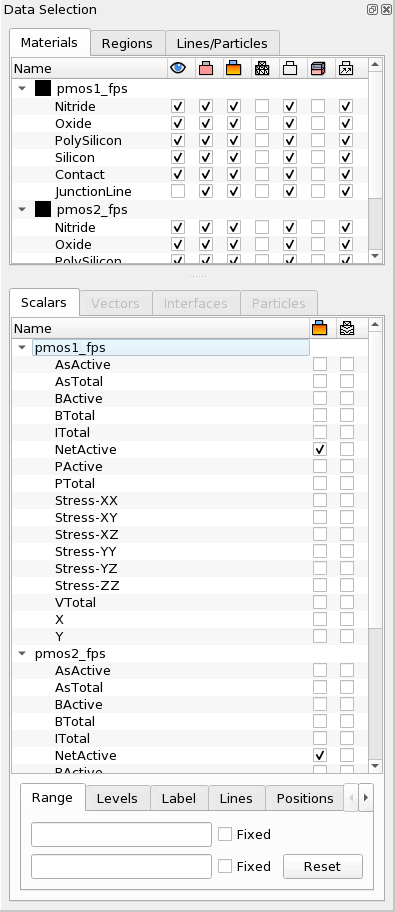 Data Selection
Materials Regions Lines/Particles
Name
pmos1_fps
Nitride
Oxide
PolySilicon
Silicon
Contact
JunctionLine
pmos2_fps
Nitride
Oxide
PolySilicon
Scalars Vectors Interfaces Particles
Name
pmos1_fps
AsActive
AsTotal
BActive
BTotal
ITotal
NetActive
PActive
PTotal
Stress-XX
Stress-XY
Stress-XZ
Stress-YY
Stress-YZ
Stress-ZZ
VTotal
X
Y
pmos2_fps
AsActive
AsTotal
BActive
BTotal
ITotal
NetActive
PActive
Range Levels Label Lines Positions
Fixed
Fixed Reset